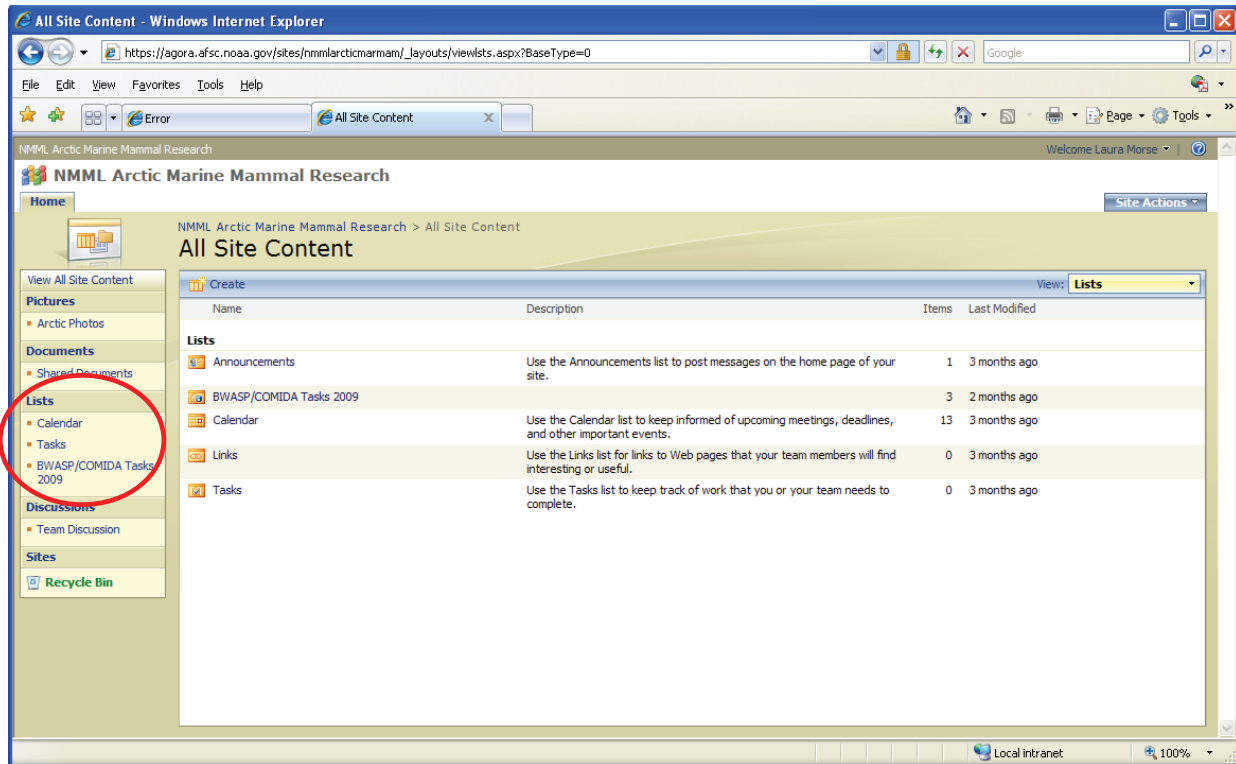 All Site Content - Windows Internet Explorer
https://agora.afsc.noaa.gov/sites/nmmlarcticmarmam/_layouts/viewlsts.aspx?BaseType=0
Google
File Edit View Favorites Tools Help
Error
All Site Content
Page Tools
NMML Arctic Marine Mammal Research
Welcome Laura Morse
NMML Arctic Marine Mammal Research
Home
Site Actions
NMML Arctic Marine Mammal Research > All Site Content
All Site Content
View All Site Content
Pictures
Arctic Photos
Documents
Shared Documents
Lists
Calendar
Tasks
BWASP/COMIDA Tasks
2009
Discussions
Team Discussion
Sites
Recycle Bin
Create
View: Lists
Name Description Items Last Modified
Lists
Announcements Use the Announcements list to post messages on the home page of your 1 3 months ago
site.
BWASP/COMIDA Tasks 2009 3 2 months ago
Calendar Use the Calendar list to keep informed of upcoming meetings, deadlines, 13 3 months ago
and other important events.
Links Use the Links list for links to Web pages that your team members will find 0 3 months ago
interesting or useful.
Tasks Use the Tasks list to keep track of work that you or your team needs to 0 3 months ago
complete.
Local intranet
100%